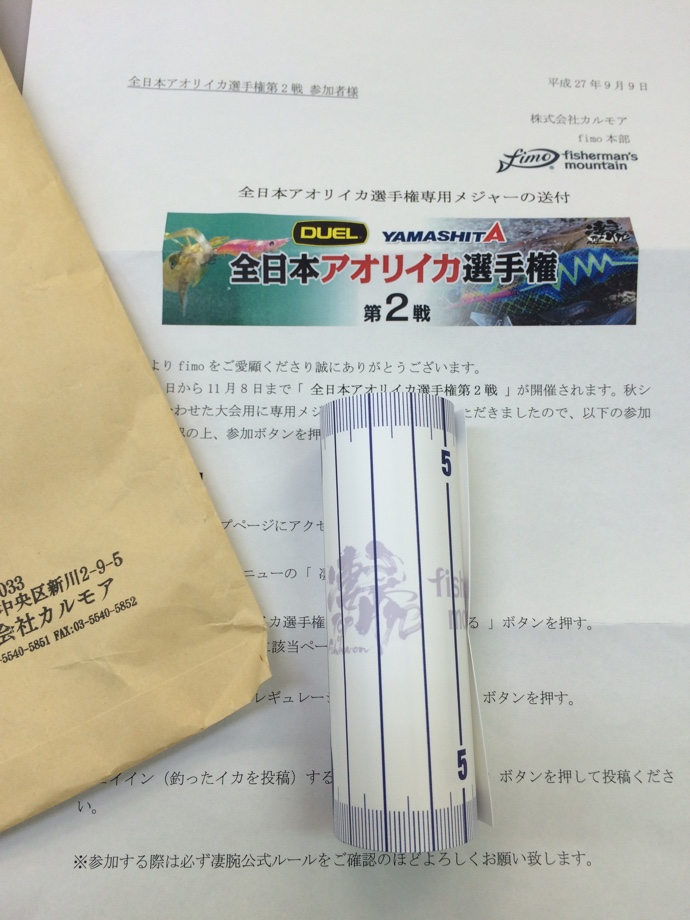 全日本アオリイカ選手権第2戦 参加者様
平成27年9月9日
株式会社カルモア
fimo本部
fimo fisherman's
mountain
全日本アオリイカ選手権専用メジャーの送付
DUEL YAMASHITA
全日本アオリイカ選手権
第2戦
よりfimoをご愛顧くださり誠にありがとうございます。
日から11月8日まで「 全日本アオリイカ選手権第2戦 」が開催されます。秋シ
わせた大会用に専用メジ
ただきましたので、以下の参加
の上、参加ボタンを押
5
プページにアクセ
ニューの「
fish
mo
イカ選手権
る 」ボタンを押す。
に該当ペー
レギュレー
ボタンを押す。
5
イイン（釣ったイカを投稿）する
ボタンを押して投稿くださ
い。
※参加する際は必ず凄腕公式ルールをご確認のほどよろしくお願い致します。
033
中央区新川2-9-5
会社カルモア
-5540-5851 FAX:03-5540-5852